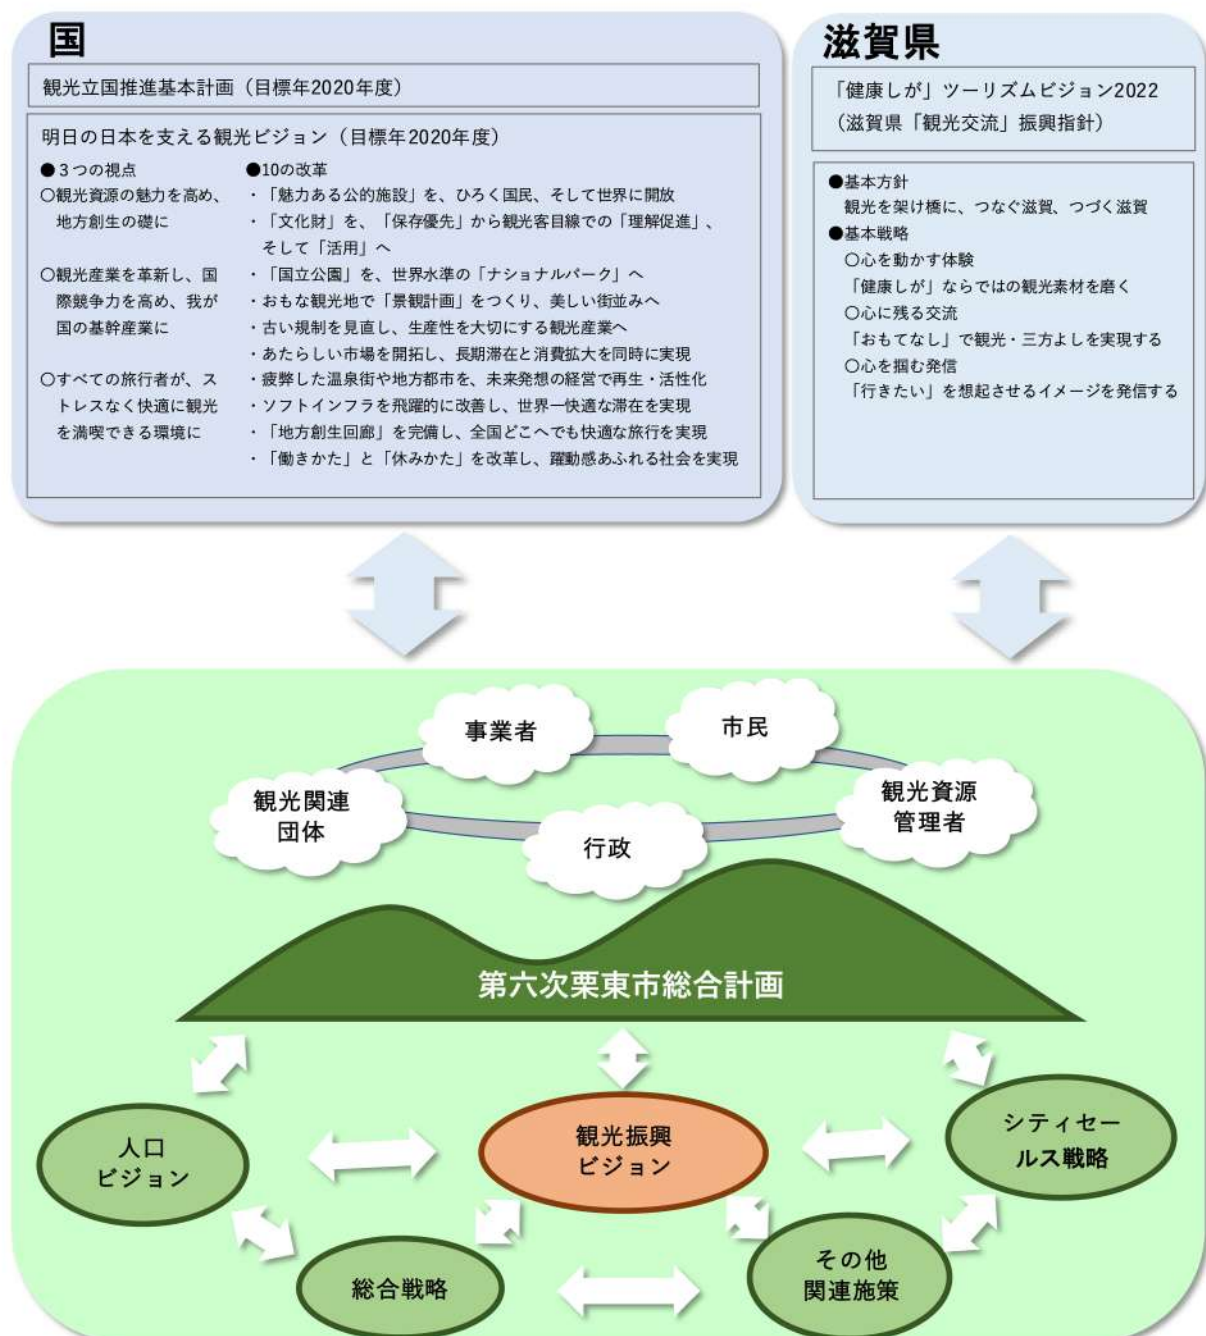 国
観光立国推進基本計画（目標年2020年度）
明日の日本を支える観光ビジョン（目標年2020年度）
●３つの視点
○観光資源の魅力を高め、
地方創生の礎に
○観光産業を革新し、国
際競争力を高め、我が
国の基幹産業に
○すべての旅行者が、ス
トレスなく快適に観光
を満喫できる環境に
●10の改革
・「魅力ある公的施設」を、ひろく国民、そして世界に開放
・「文化財」を、「保存優先」から観光客目線での「理解促進」、
そして「活用」へ
・「国立公園」を、世界水準の「ナショナルパーク」へ
・おもな観光地で「景観計画」をつくり、美しい街並みへ
・古い規制を見直し、生産性を大切にする観光産業へ
・あたらしい市場を開拓し、長期滞在と消費拡大を同時に実現
・疲弊した温泉街や地方都市を、未来発想の経営で再生・活性化
・ソフトインフラを飛躍的に改善し、世界一快適な滞在を実現
・「地方創生回廊」を完備し、全国どこへでも快適な旅行を実現
・「働きかた」と「休みかた」を改革し、躍動感あふれる社会を実現
滋賀県
「健康しが」ツーリズムビジョン2022
（滋賀県「観光交流」振興指針）
●基本方針
観光を架け橋に、つなぐ滋賀、つづく滋賀
●基本戦略
○心を動かす体験
「健康しが」ならではの観光素材を磨く
○心に残る交流
「おもてなし」で観光・三方よしを実現する
○心を掴む発信
「行きたい」を想起させるイメージを発信する
事業者
市民
観光関連
団体
行政
観光資源
管理者
第六次栗東市総合計画
人口
ビジョン
観光振興
ビジョン
シティセー
ルス戦略
総合戦略
その他
関連施策